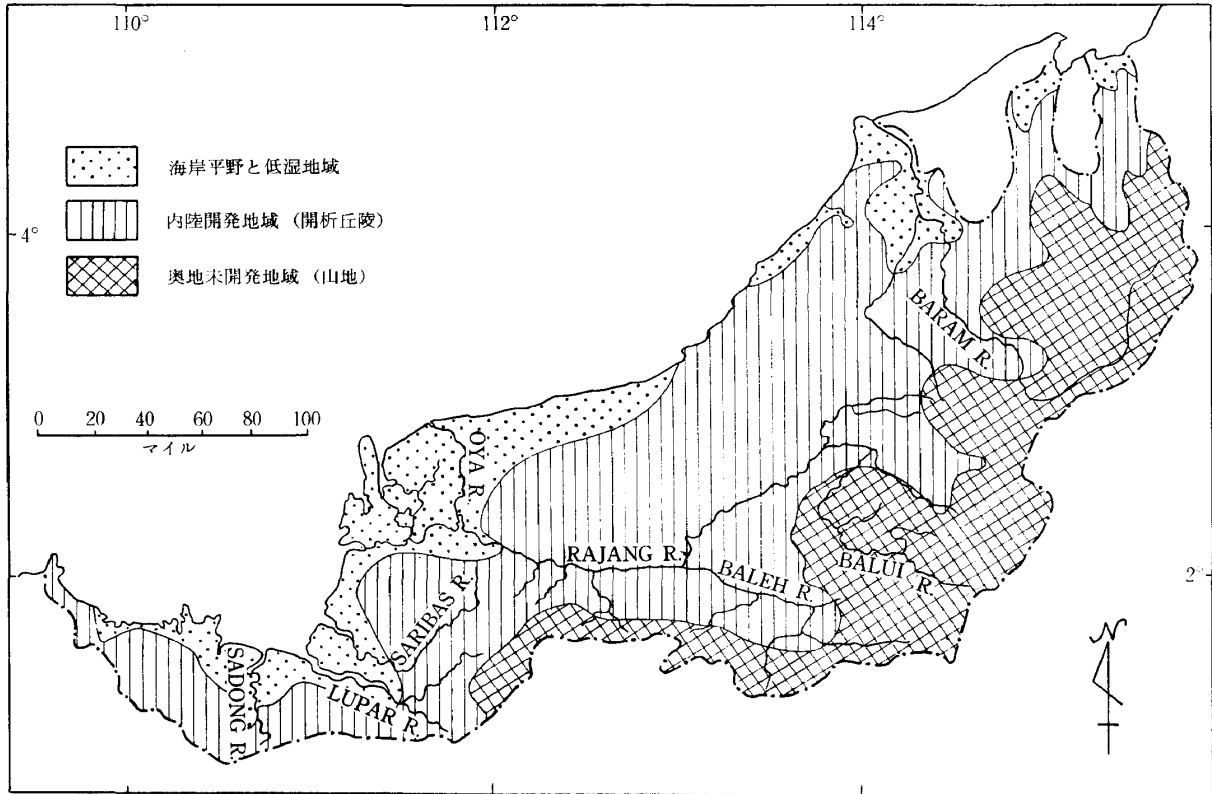 110° 112° 114°
海岸平野と低湿地域
内陸開発地域（開析丘陵）
奥地未開発地域（山地）
4°
BARAM R.
0 20 40 60 80 100
マイル
OYA R.
RAJANG R.
BALEH R.
BALUI R.
2°
SARIBAS R.
SADONG R.
LUPAR R.
N